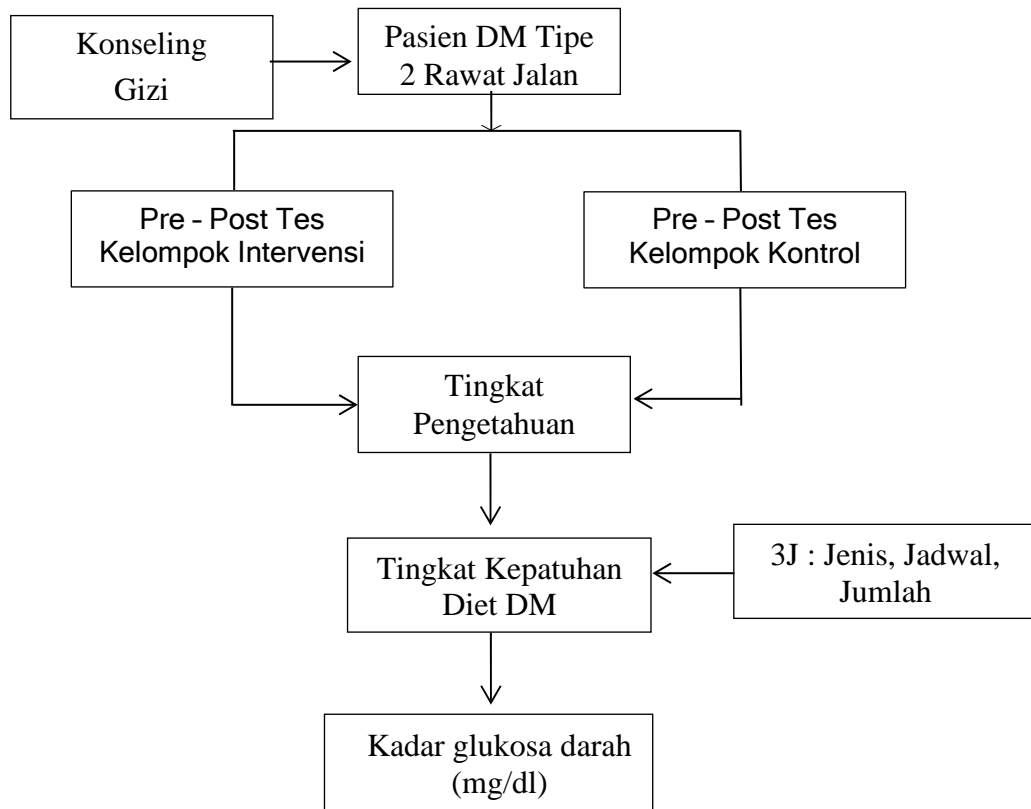 Konseling
Gizi
Pasien DM Tipe
2 Rawat Jalan
Pre - Post Tes
Kelompok Intervensi
Pre - Post Tes
Kelompok Kontrol
Tingkat
Pengetahuan
Tingkat Kepatuhan
Diet DM
3J : Jenis, Jadwal,
Jumlah
Kadar glukosa darah
(mg/dl)